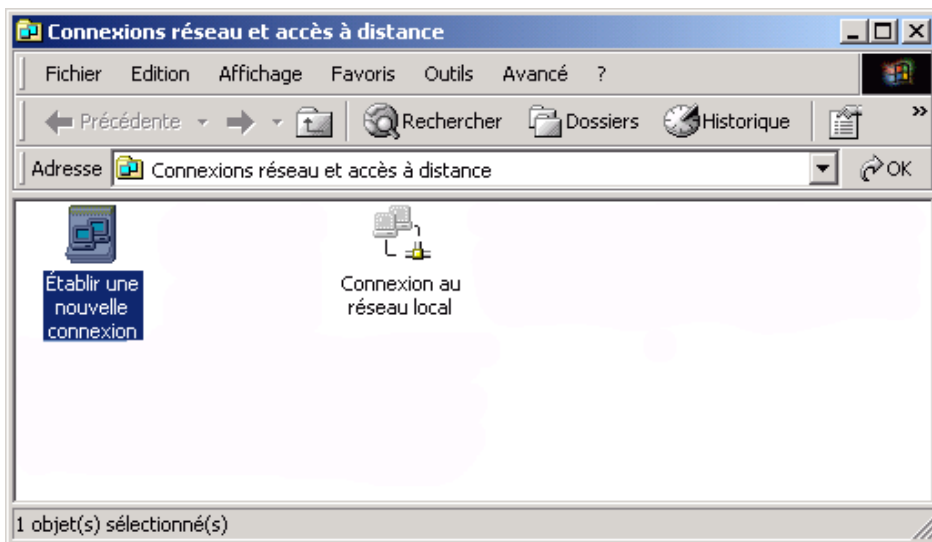 Connexions réseau et accès à distance
Fichier Edition Affichage Favoris Outils Avancé ?
Précédente Rechercher Dossiers Historique »
Adresse Connexions réseau et accès à distance OK
Établir une
nouvelle
connexion
Connexion au
réseau local
1 objet(s) sélectionné(s)